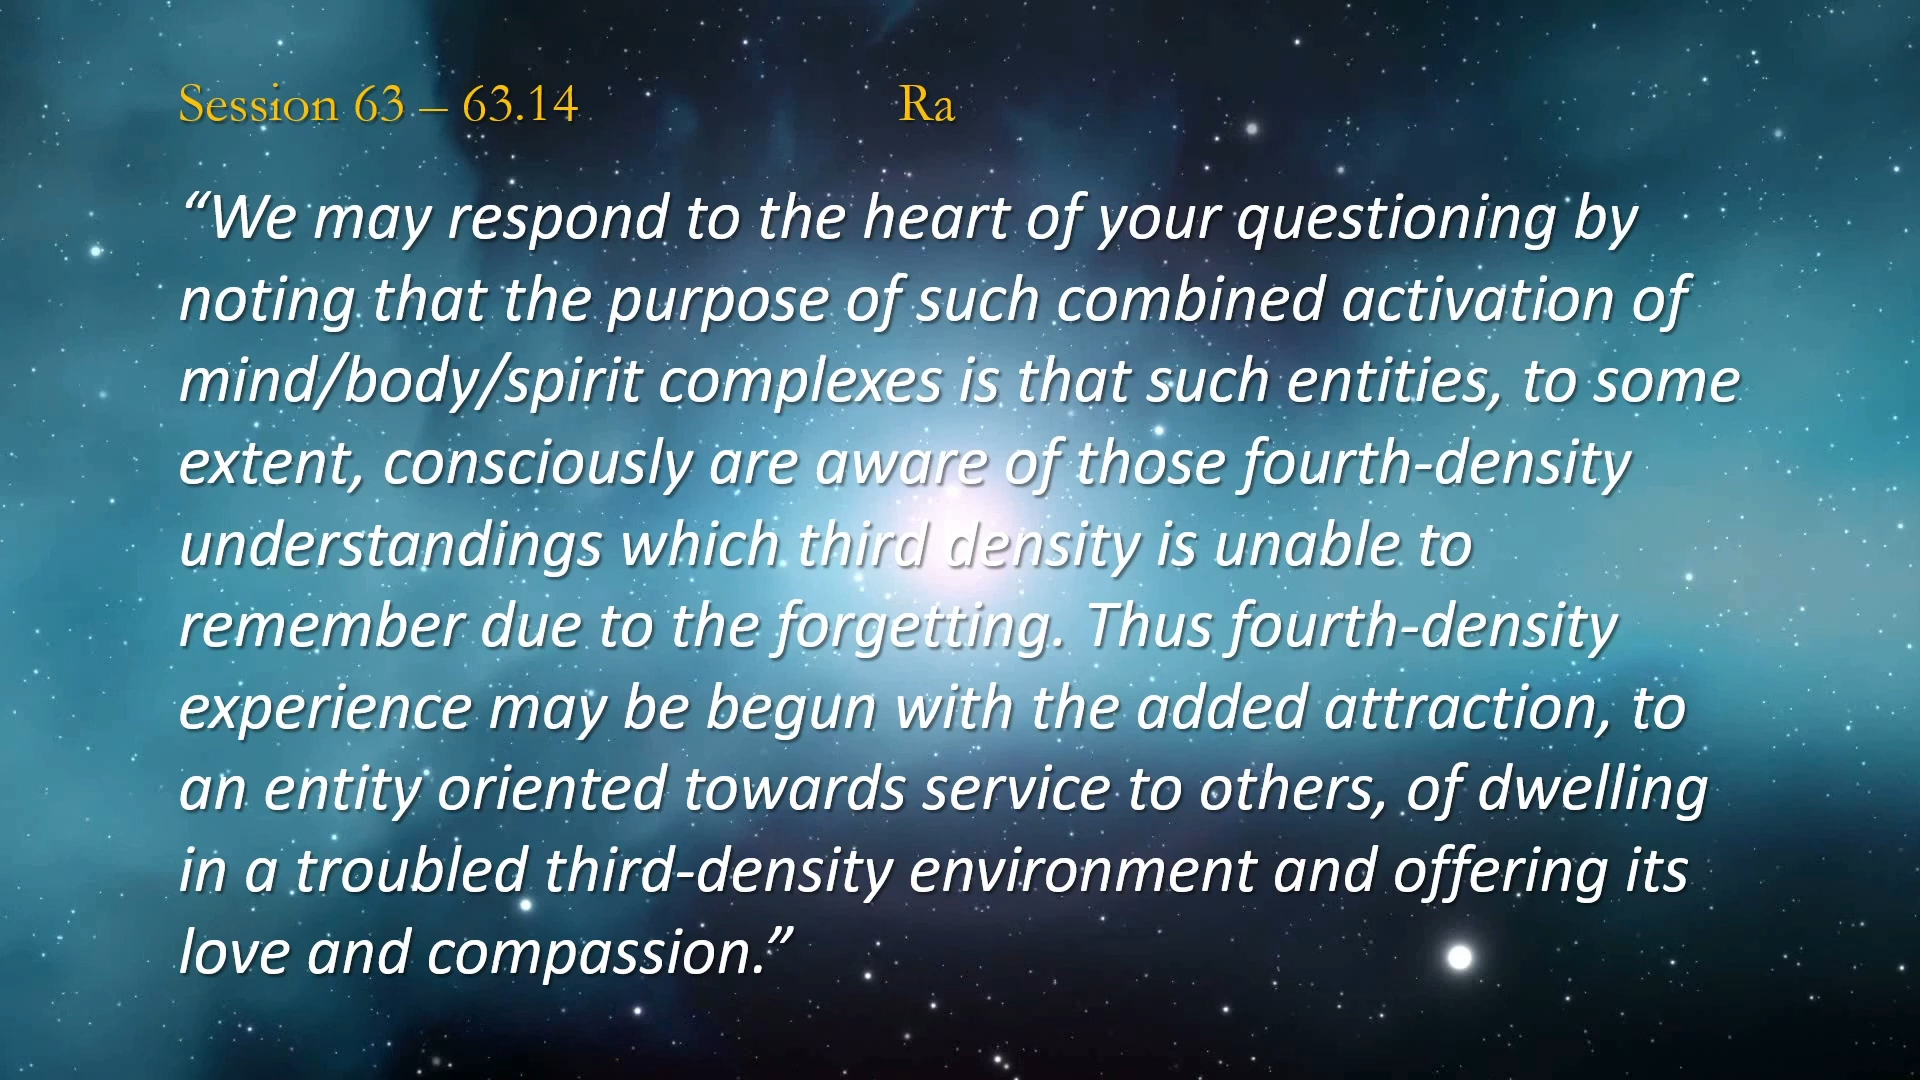 Session 63 – 63.14 Ra
“We may respond to the heart of your questioning by
noting that the purpose of such combined activation of
mind/body/spirit complexes is that such entities, to some
extent, consciously are aware of those fourth-density
understandings which third density is unable to
remember due to the forgetting. Thus fourth-density
experience may be begun with the added attraction, to
an entity oriented towards service to others, of dwelling
in a troubled third-density environment and offering its
love and compassion.”